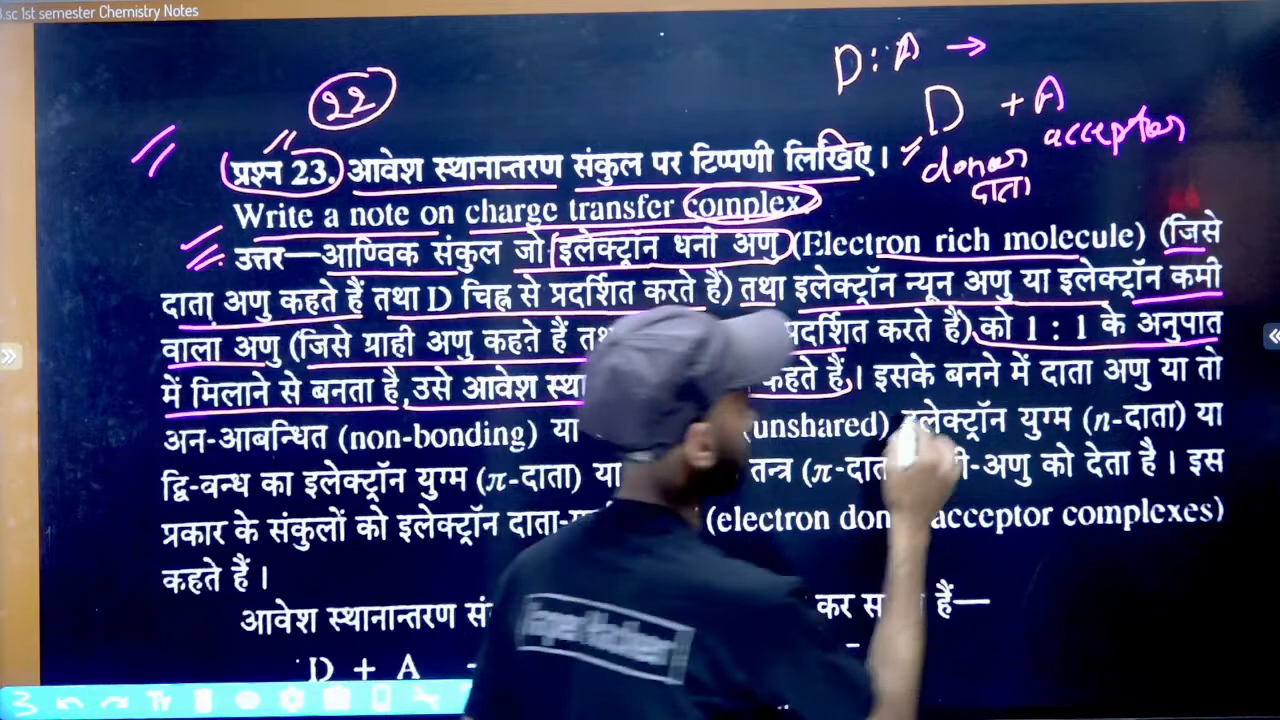 B.sc 1st semester Chemistry Notes
D : A →
22
D + A
acceptor
donor
दाता
प्रश्न 23. आवेश स्थानान्तरण संकुल पर टिप्पणी लिखिए।
Write a note on charge transfer complex.
उत्तर—आण्विक संकुल जो इलेक्ट्रॉन धनी अणु (Electron rich molecule) (जिसे
दाता अणु कहते हैं तथा D चिह्न से प्रदर्शित करते हैं) तथा इलेक्ट्रॉन न्यून अणु या इलेक्ट्रॉन कमी
वाला अणु (जिसे ग्राही अणु कहते हैं प्रदर्शित करते हैं) को 1 : 1 के अनुपात
में मिलाने से बनता है, उसे आवेश कहते हैं। इसके बनने में दाता अणु या तो
अन-आबन्धित (non-bonding) या (unshared) इलेक्ट्रॉन युग्म (n-दाता) या
द्वि-बन्ध का इलेक्ट्रॉन युग्म (π-दाता) या तन्त्र (π-दाता को देता है। इस
प्रकार के संकुलों को इलेक्ट्रॉन (electron acceptor complexes)
कहते हैं।
आवेश स्थानान्तरण कर हैं—
D + A
3